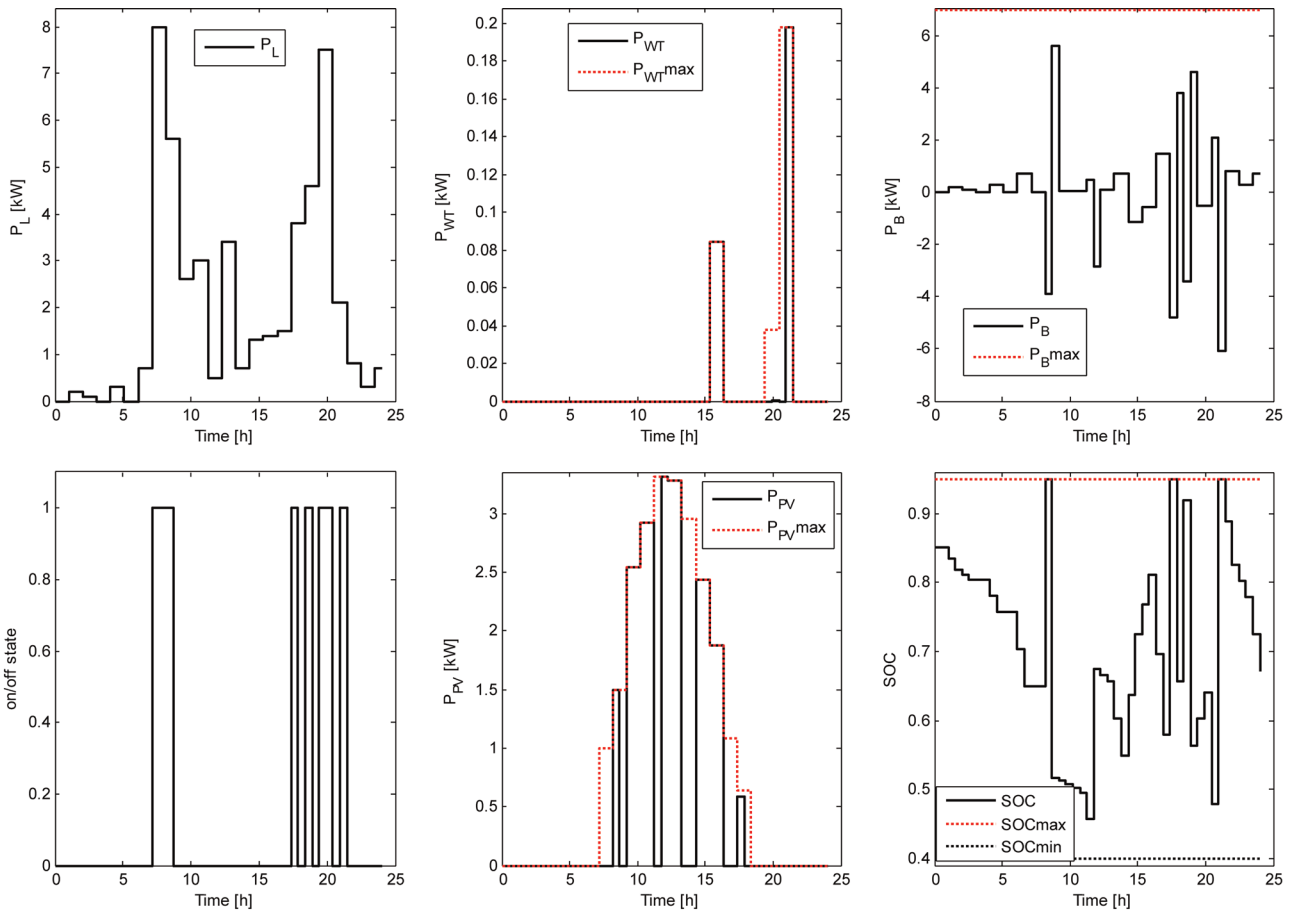 P_L [kW]
8
7
6
5
4
3
2
1
0
P_L
0 5 10 15 20 25
Time [h]
P_WT [kW]
0.2
0.18
0.16
0.14
0.12
0.1
0.08
0.06
0.04
0.02
0
P_WT
P_WT max
0 5 10 15 20 25
Time [h]
P_B [kW]
6
4
2
0
-2
-4
-6
-8
P_B
P_B max
0 5 10 15 20 25
Time [h]
on/off state
1
0.8
0.6
0.4
0.2
0
0 5 10 15 20 25
Time [h]
P_PV [kW]
3
2.5
2
1.5
1
0.5
0
P_PV
P_PV max
0 5 10 15 20 25
Time [h]
SOC
0.9
0.8
0.7
0.6
0.5
0.4
SOC
SOCmax
SOCmin
0 5 10 15 20 25
Time [h]